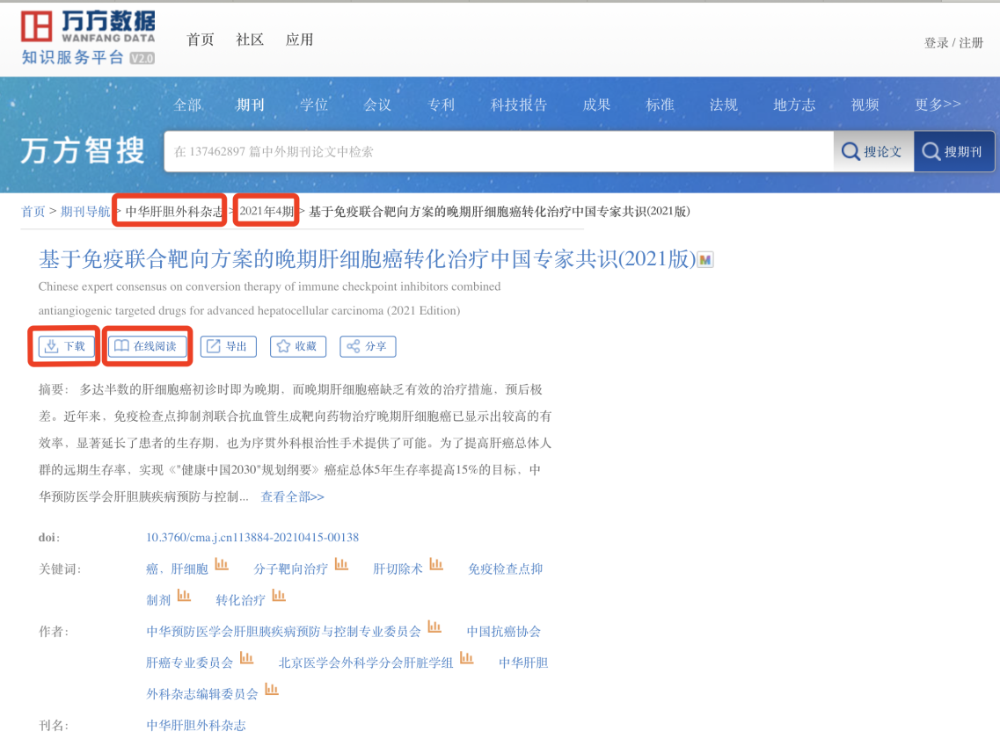 万方数据
WANFANG DATA
知识服务平台 V2.0
首页 社区 应用
登录 / 注册
全部 期刊 学位 会议 专利 科技报告 成果 标准 法规 地方志 视频 更多>>
万方智搜
在 137462897 篇中外期刊论文中检索
搜论文 搜期刊
首页 > 期刊导航 > 中华肝胆外科杂志 > 2021年4期 > 基于免疫联合靶向方案的晚期肝细胞癌转化治疗中国专家共识(2021版)
基于免疫联合靶向方案的晚期肝细胞癌转化治疗中国专家共识(2021版) M
Chinese expert consensus on conversion therapy of immune checkpoint inhibitors combined
antiangiogenic targeted drugs for advanced hepatocellular carcinoma (2021 Edition)
下载 在线阅读 导出 收藏 分享
摘要： 多达半数的肝细胞癌初诊时即为晚期，而晚期肝细胞癌缺乏有效的治疗措施，预后极
差。近年来，免疫检查点抑制剂联合抗血管生成靶向药物治疗晚期肝细胞癌已显示出较高的有
效率，显著延长了患者的生存期，也为序贯外科根治性手术提供了可能。为了提高肝癌总体人
群的远期生存率，实现《"健康中国2030"规划纲要》癌症总体5年生存率提高15%的目标，中
华预防医学会肝胆胰疾病预防与控制... 查看全部>>
doi： 10.3760/cma.j.cn113884-20210415-00138
关键词： 癌，肝细胞 分子靶向治疗 肝切除术 免疫检查点抑
制剂 转化治疗
作者： 中华预防医学会肝胆胰疾病预防与控制专业委员会 中国抗癌协会
肝癌专业委员会 北京医学会外科学分会肝脏学组 中华肝胆
外科杂志编辑委员会
刊名： 中华肝胆外科杂志